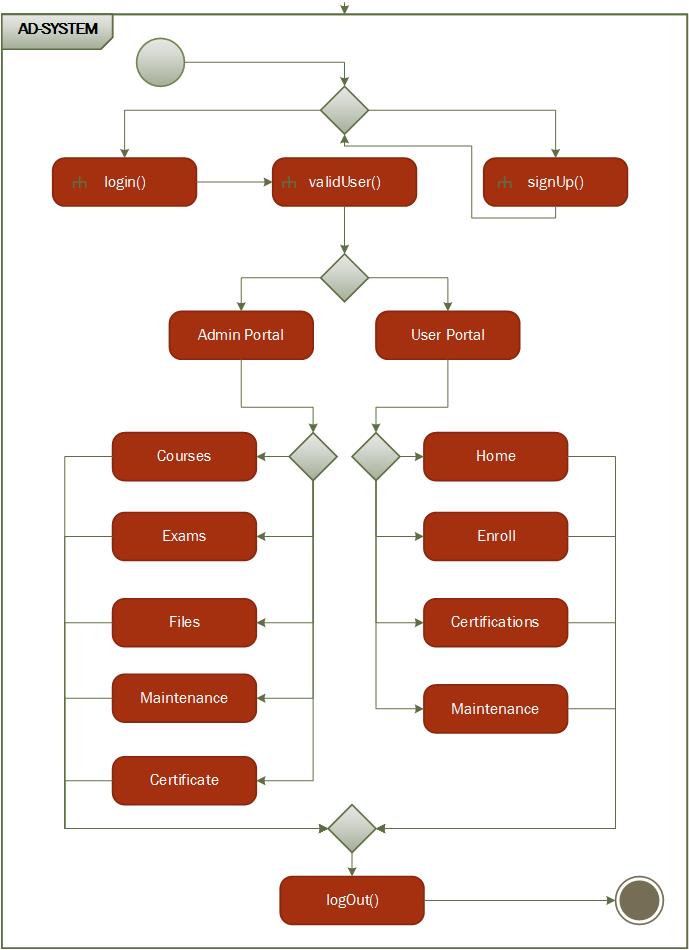 AD-SYSTEM
login()
validUser()
signUp()
Admin Portal
User Portal
Courses
Home
Exams
Enroll
Files
Certifications
Maintenance
Maintenance
Certificate
logOut()